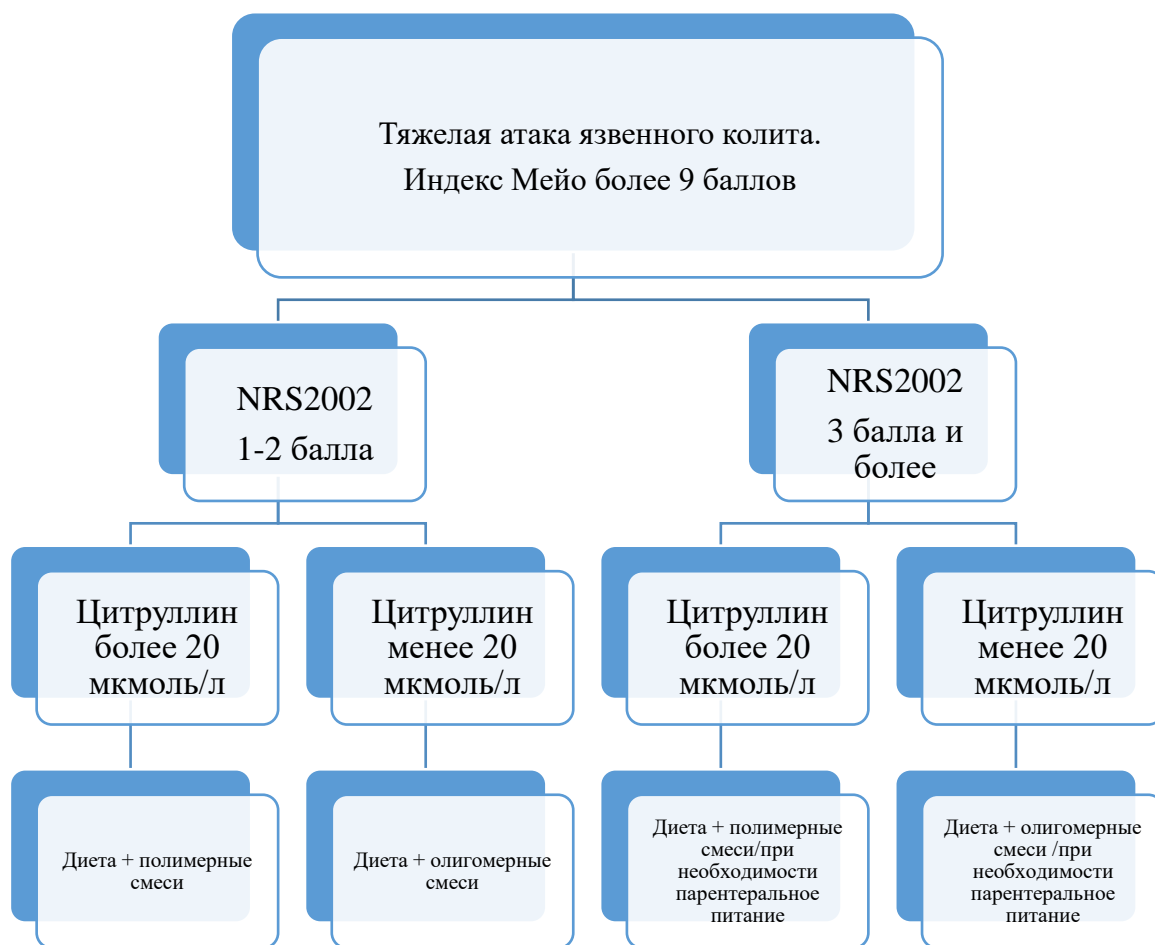 Тяжелая атака язвенного колита.
Индекс Мейо более 9 баллов
NRS2002
1-2 балла
NRS2002
3 балла и
более
Цитруллин
более 20
мкмоль/л
Цитруллин
менее 20
мкмоль/л
Цитруллин
более 20
мкмоль/л
Цитруллин
менее 20
мкмоль/л
Диета + полимерные
смеси
Диета + олигомерные
смеси
Диета + полимерные
смеси/при
необходимости
парентеральное
питание
Диета + олигомерные
смеси /при
необходимости
парентеральное
питание